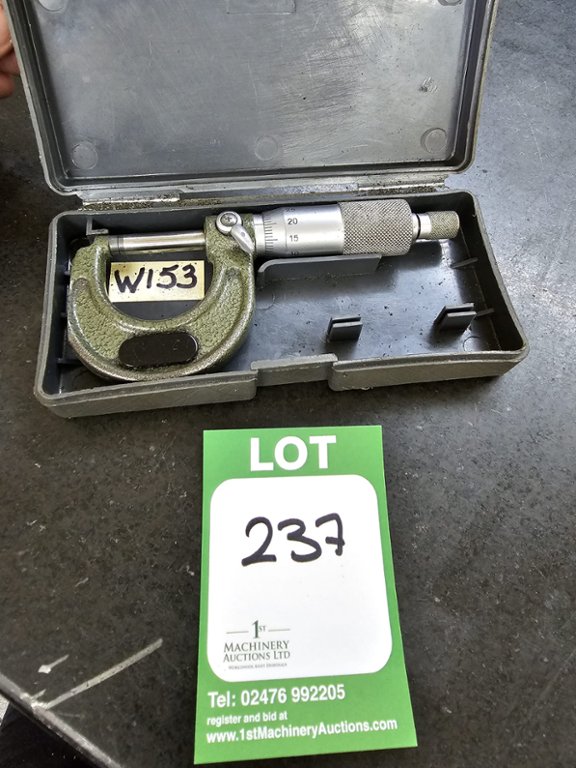 20
15
W153
LOT
237
1ST
MACHINERY
AUCTIONS LTD
Tel: 02476 992205
register and bid at
www.1stMachineryAuctions.com